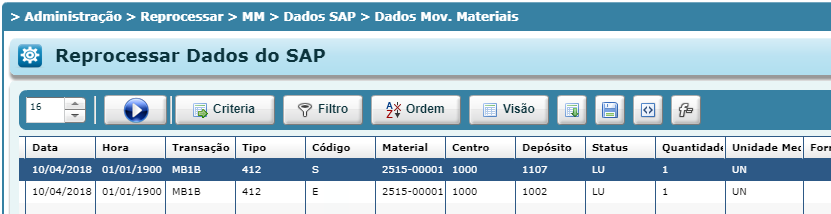 > Administração > Reprocessar > MM > Dados SAP > Dados Mov. Materiais
Reprocessar Dados do SAP
16 Criteria Filtro Ordem Visão
Data Hora Transação Tipo Código Material Centro Depósito Status Quantidade Unidade Med Forn
10/04/2018 01/01/1900 MB1B 412 S 2515-00001 1000 1107 LU 1 UN
10/04/2018 01/01/1900 MB1B 412 E 2515-00001 1000 1002 LU 1 UN